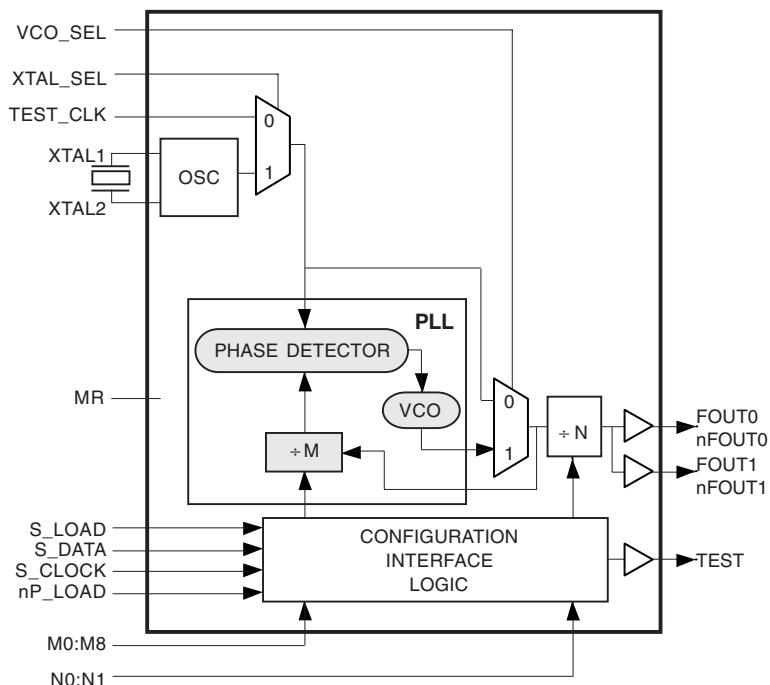 VCO_SEL
XTAL_SEL
TEST_CLK
0
XTAL1
OSC
1
XTAL2
PLL
PHASE DETECTOR
MR
VCO
0
÷ N
FOUT0
nFOUT0
÷ M
1
FOUT1
nFOUT1
S_LOAD
S_DATA
S_CLOCK
nP_LOAD
CONFIGURATION
INTERFACE
LOGIC
TEST
M0:M8
N0:N1